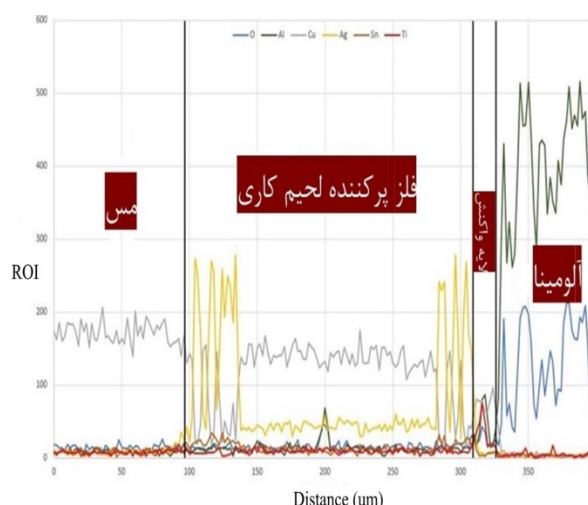 600
O Al Cu Ag Sn Ti
500
400
300
200
100
0
ROI
مس
فلز پرکننده لحیم کاری
لایه واکنش
آلومینا
0 50 100 150 200 250 300 350
Distance (um)